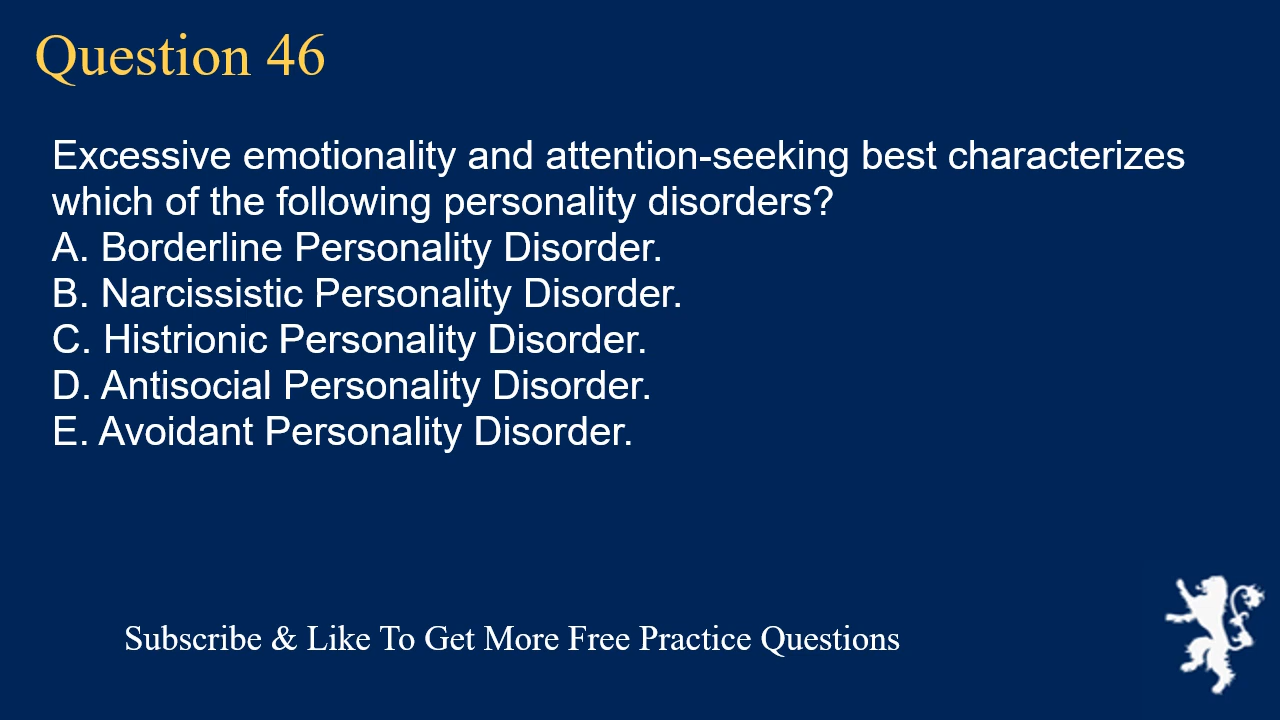 Question 46
Excessive emotionality and attention-seeking best characterizes
which of the following personality disorders?
A. Borderline Personality Disorder.
B. Narcissistic Personality Disorder.
C. Histrionic Personality Disorder.
D. Antisocial Personality Disorder.
E. Avoidant Personality Disorder.
Subscribe & Like To Get More Free Practice Questions